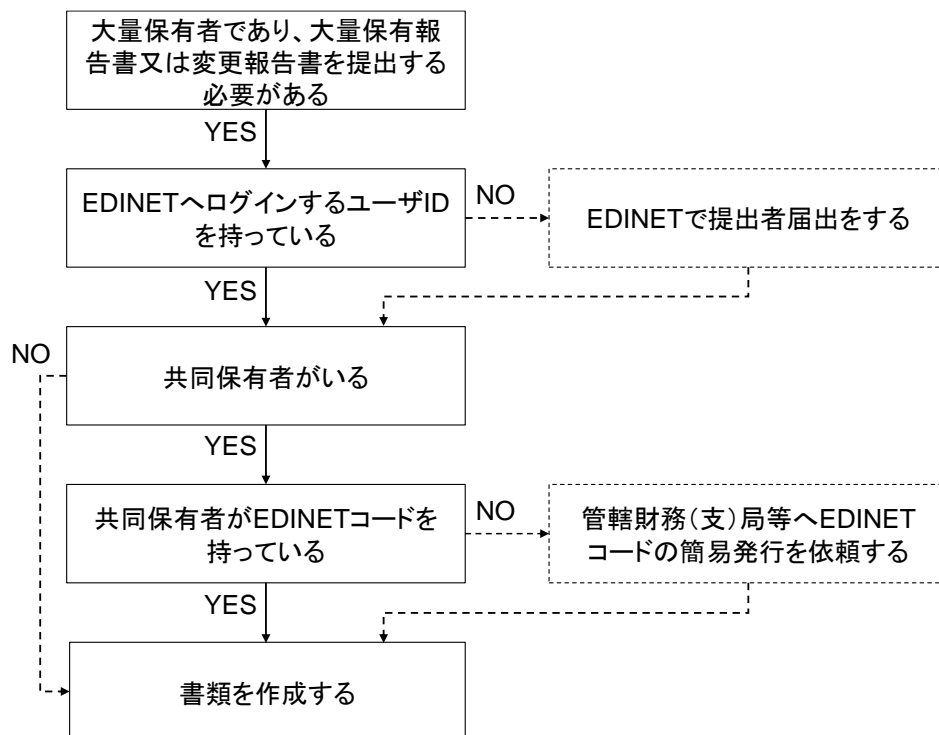 大量保有者であり、大量保有報
告書又は変更報告書を提出する
必要がある
YES
EDINETへログインするユーザID
を持っている
NO
EDINETで提出者届出をする
YES
NO
共同保有者がいる
YES
共同保有者がEDINETコードを
持っている
NO
管轄財務（支）局等へEDINET
コードの簡易発行を依頼する
YES
書類を作成する